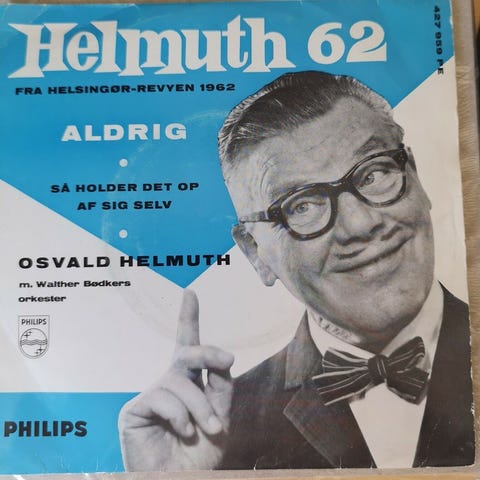 Helmuth 62
427 959 PE
FRA HELSINGØR-REVYEN 1962
ALDRIG
SÅ HOLDER DET OP
AF SIG SELV
OSVALD HELMUTH
m. Walther Bødkers
orkester
PHILIPS
PHILIPS